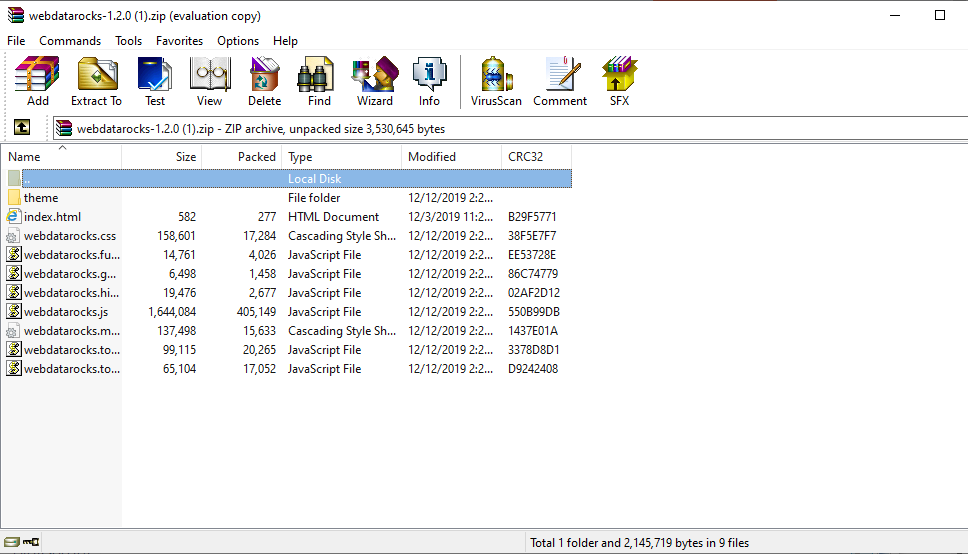 webdatarocks-1.2.0 (1).zip (evaluation copy)
File Commands Tools Favorites Options Help
Add Extract To Test View Delete Find Wizard Info VirusScan Comment SFX
webdatarocks-1.2.0 (1).zip - ZIP archive, unpacked size 3,530,645 bytes
Name Size Packed Type Modified CRC32
.. Local Disk
theme File folder 12/12/2019 2:2...
index.html 582 277 HTML Document 12/3/2019 11:2... B29F5771
webdatarocks.css 158,601 17,284 Cascading Style Sh... 12/12/2019 2:2... 38F5E7F7
webdatarocks.fu... 14,761 4,026 JavaScript File 12/12/2019 2:2... EE53728E
webdatarocks.g... 6,498 1,458 JavaScript File 12/12/2019 2:2... 86C74779
webdatarocks.hi... 19,476 2,677 JavaScript File 12/12/2019 2:2... 02AF2D12
webdatarocks.js 1,644,084 405,149 JavaScript File 12/12/2019 2:2... 550B99DB
webdatarocks.m... 137,498 15,633 Cascading Style Sh... 12/12/2019 2:2... 1437E01A
webdatarocks.to... 99,115 20,265 JavaScript File 12/12/2019 2:2... 3378D8D1
webdatarocks.to... 65,104 17,052 JavaScript File 12/12/2019 2:2... D9242408
Total 1 folder and 2,145,719 bytes in 9 files